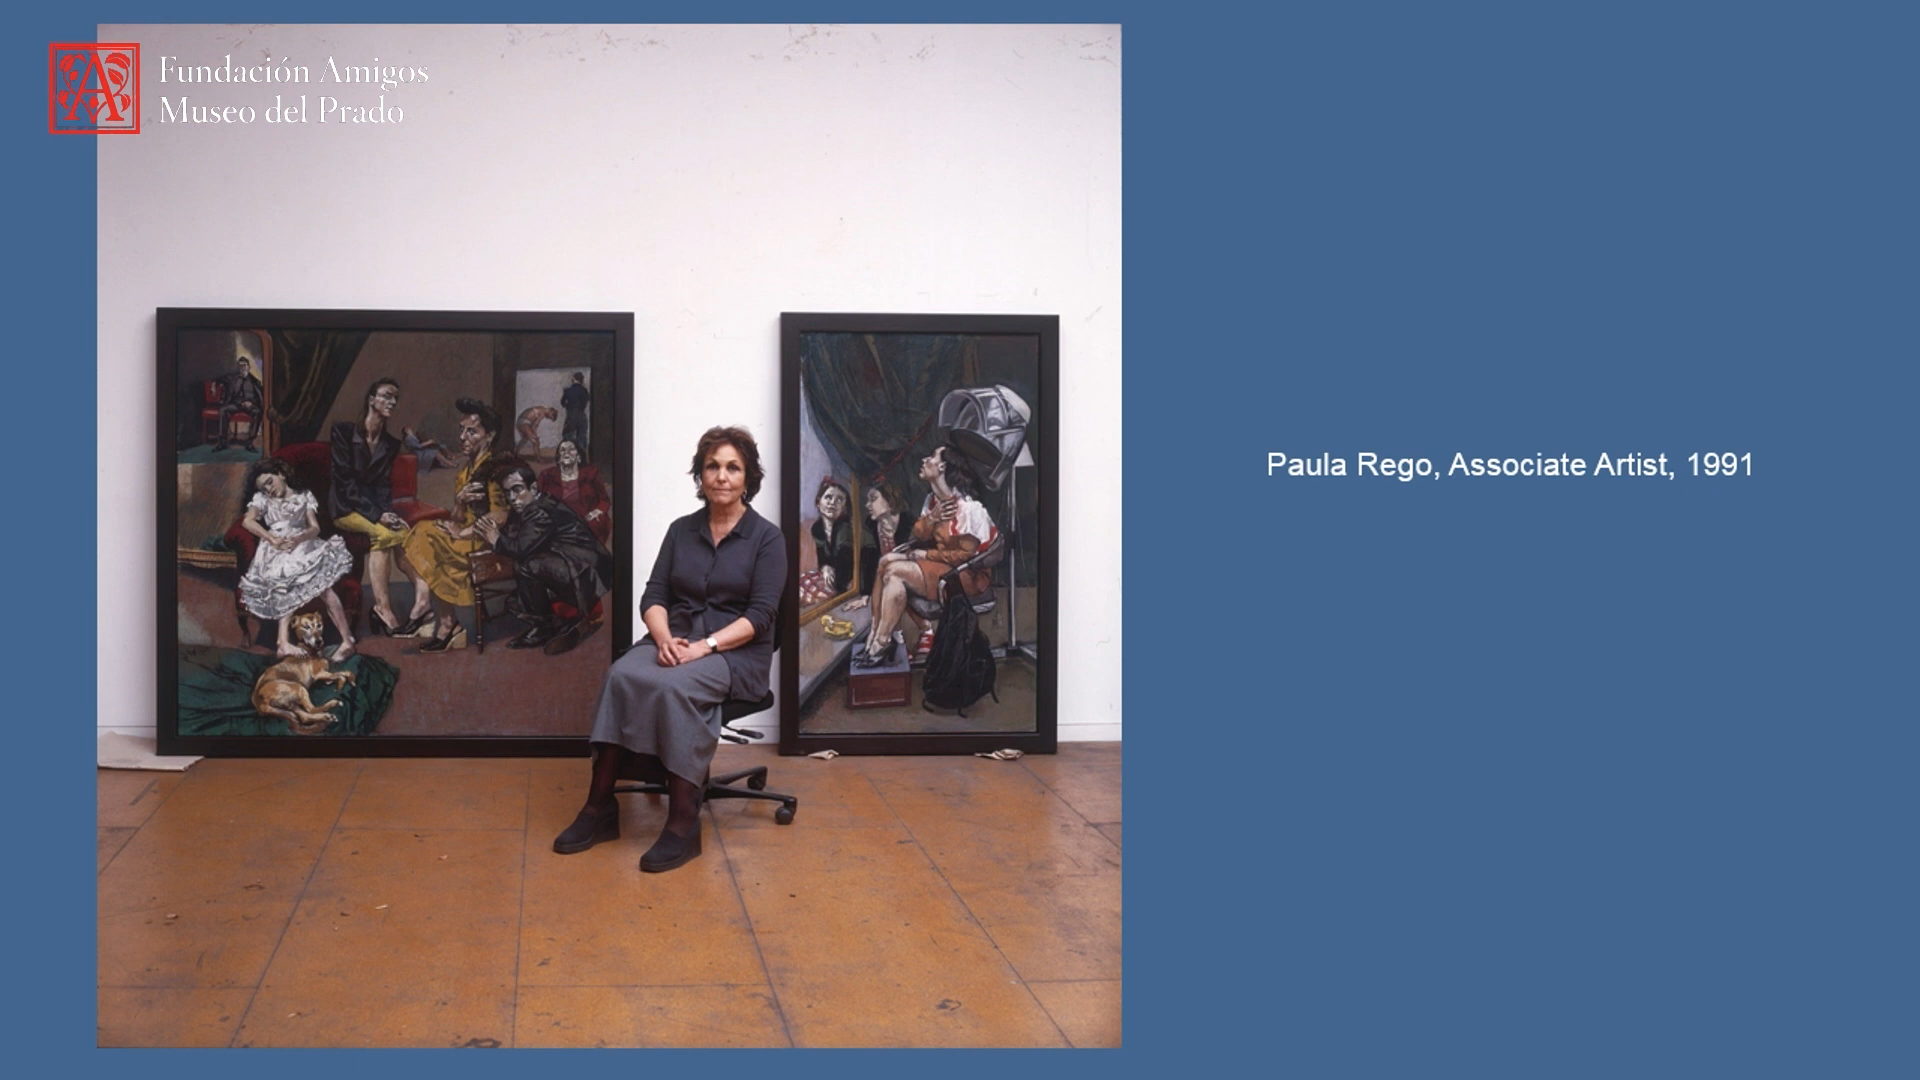 Fundación Amigos
Museo del Prado
Paula Rego, Associate Artist, 1991